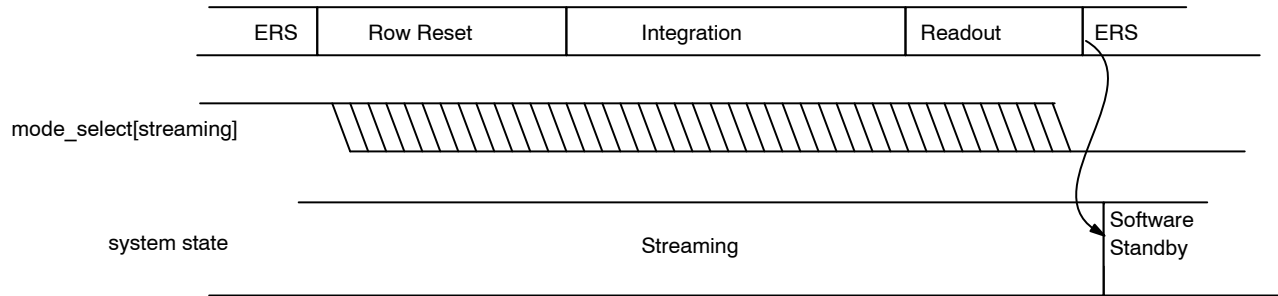 ERS Row Reset Integration Readout ERS
mode_select[streaming]
system state
Streaming
Software
Standby